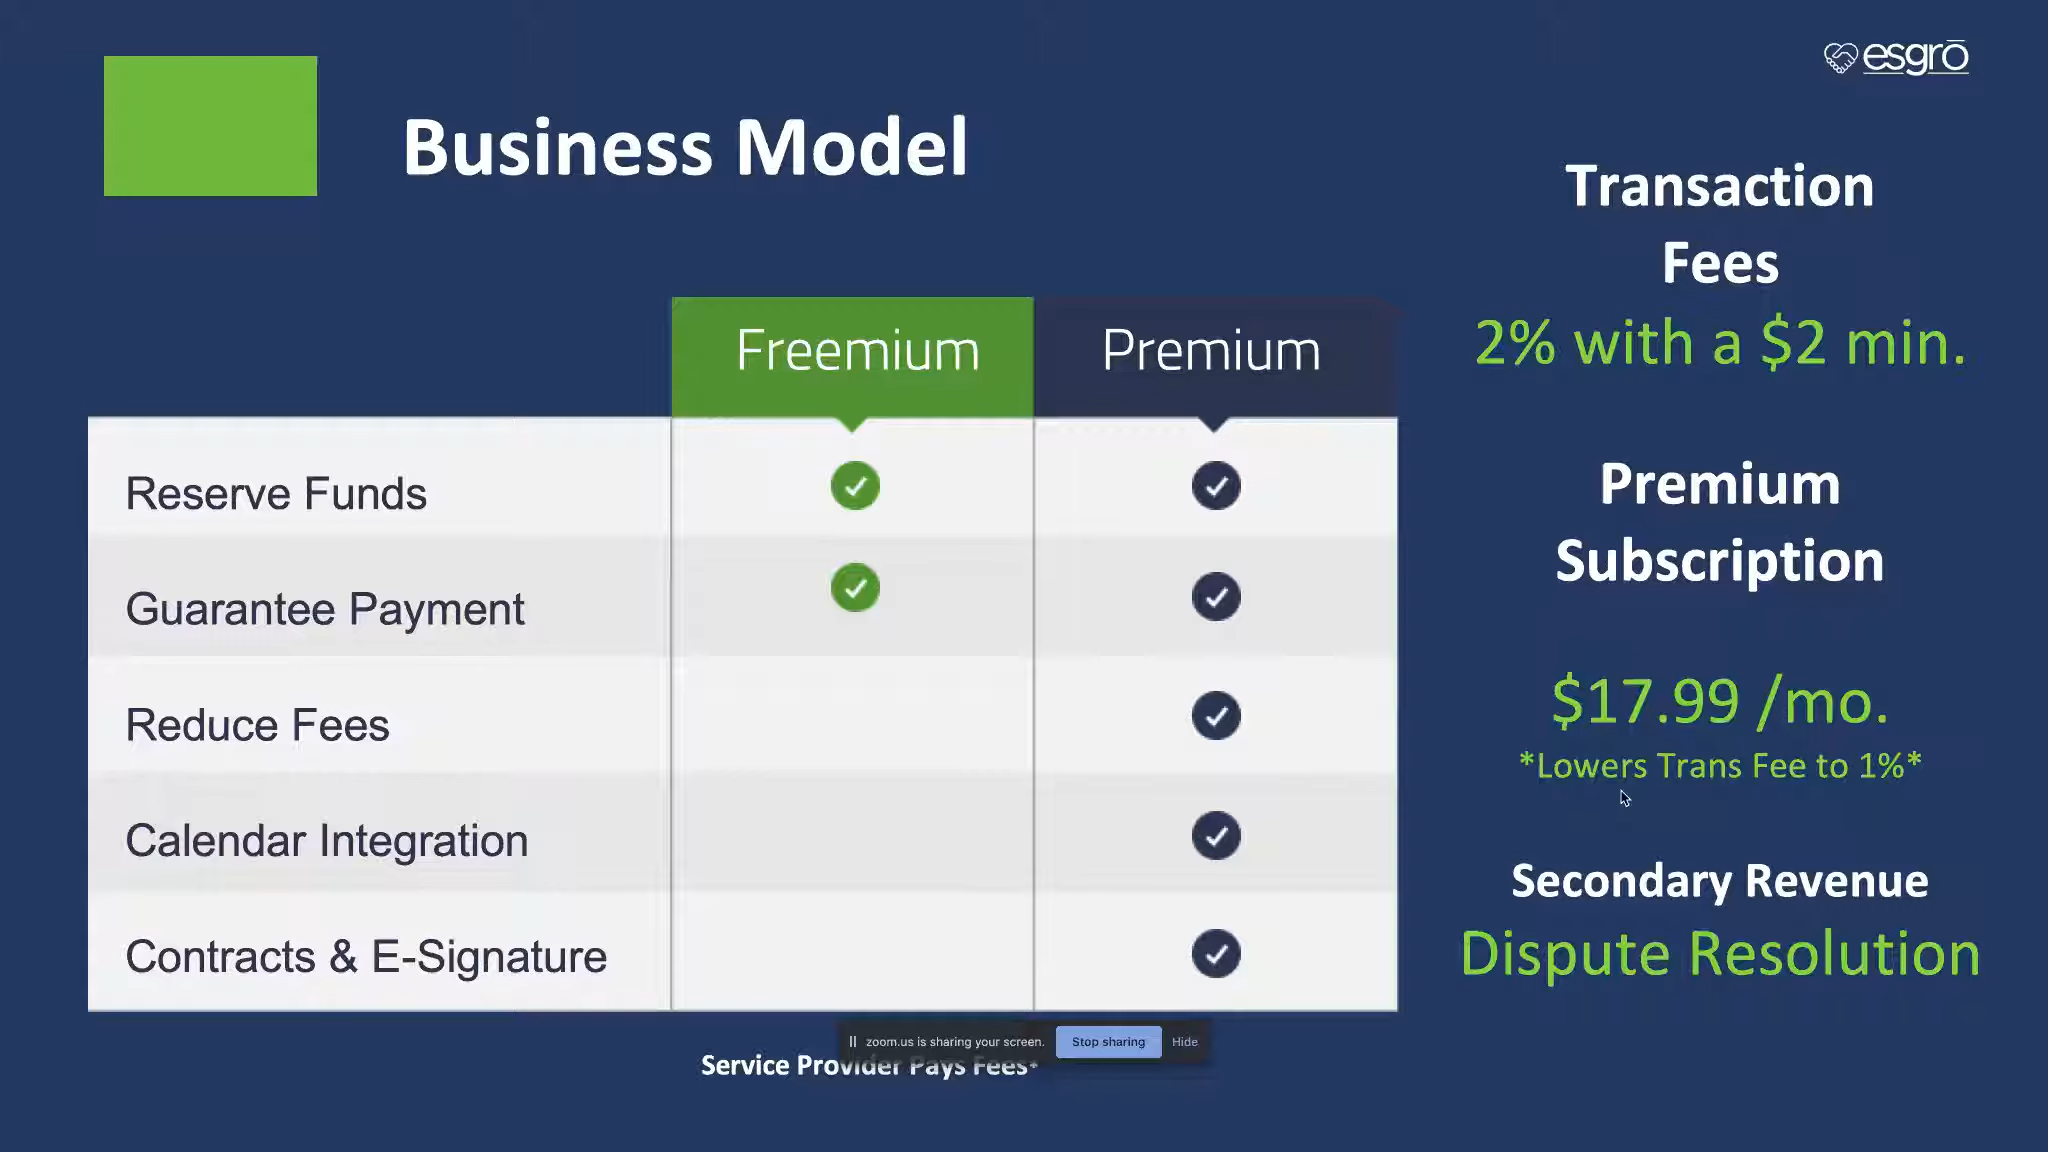 esgrō
Business Model
Transaction
Fees
2% with a $2 min.
Premium
Subscription
$17.99 /mo.
*Lowers Trans Fee to 1%*
Secondary Revenue
Dispute Resolution
Freemium Premium
Reserve Funds
Guarantee Payment
Reduce Fees
Calendar Integration
Contracts & E-Signature
zoom.us is sharing your screen. Stop sharing Hide
Service Provider Pays Fees*